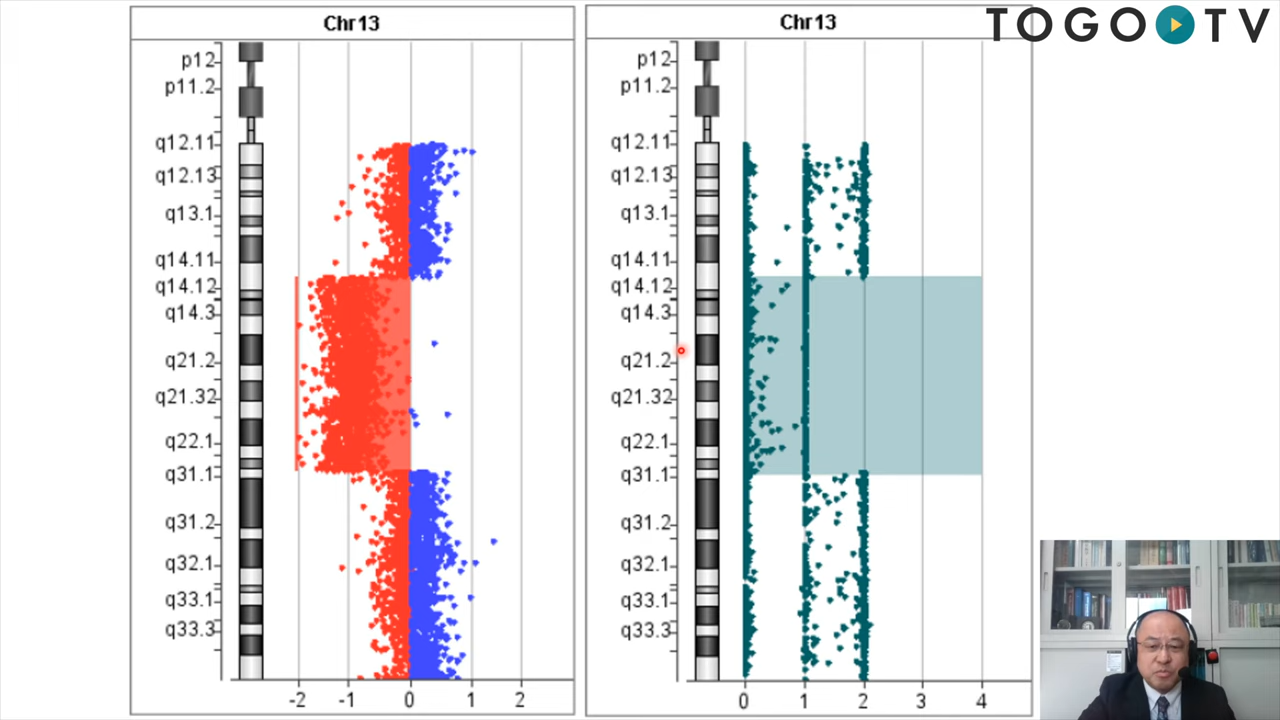 TOGO TV
Chr13
p12
p11.2
q12.11
q12.13
q13.1
q14.11
q14.12
q14.3
q21.2
q21.32
q22.1
q31.1
q31.2
q32.1
q33.1
q33.3
-2 -1 0 1 2
Chr13
p12
p11.2
q12.11
q12.13
q13.1
q14.11
q14.12
q14.3
q21.2
q21.32
q22.1
q31.1
q31.2
q32.1
q33.1
q33.3
0 1 2 3 4